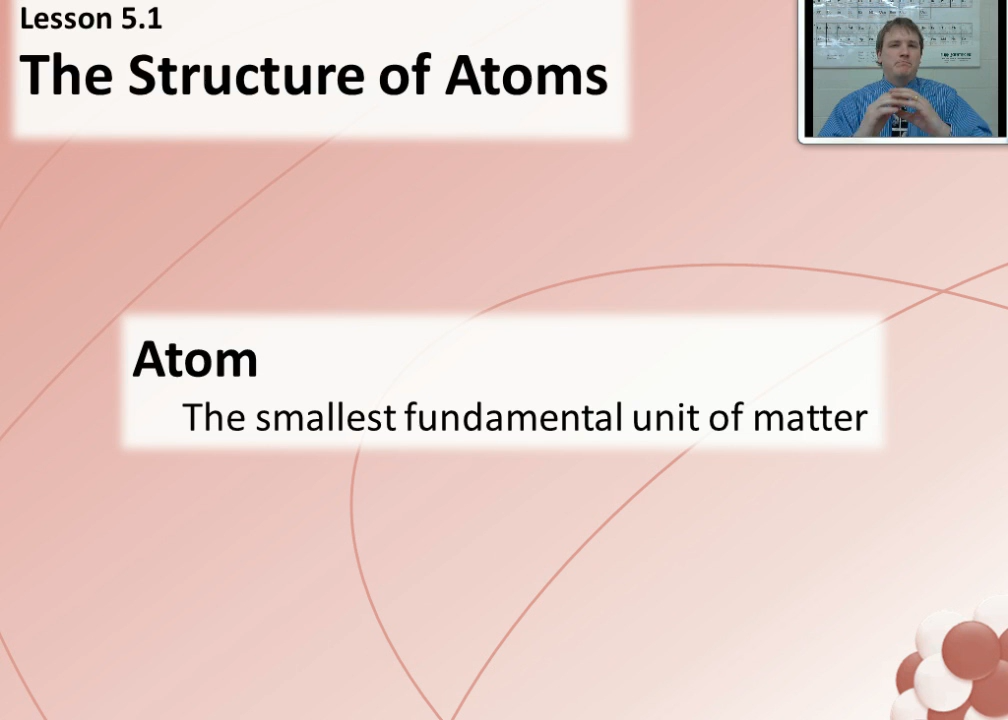 Lesson 5.1
The Structure of Atoms
Atom
The smallest fundamental unit of matter